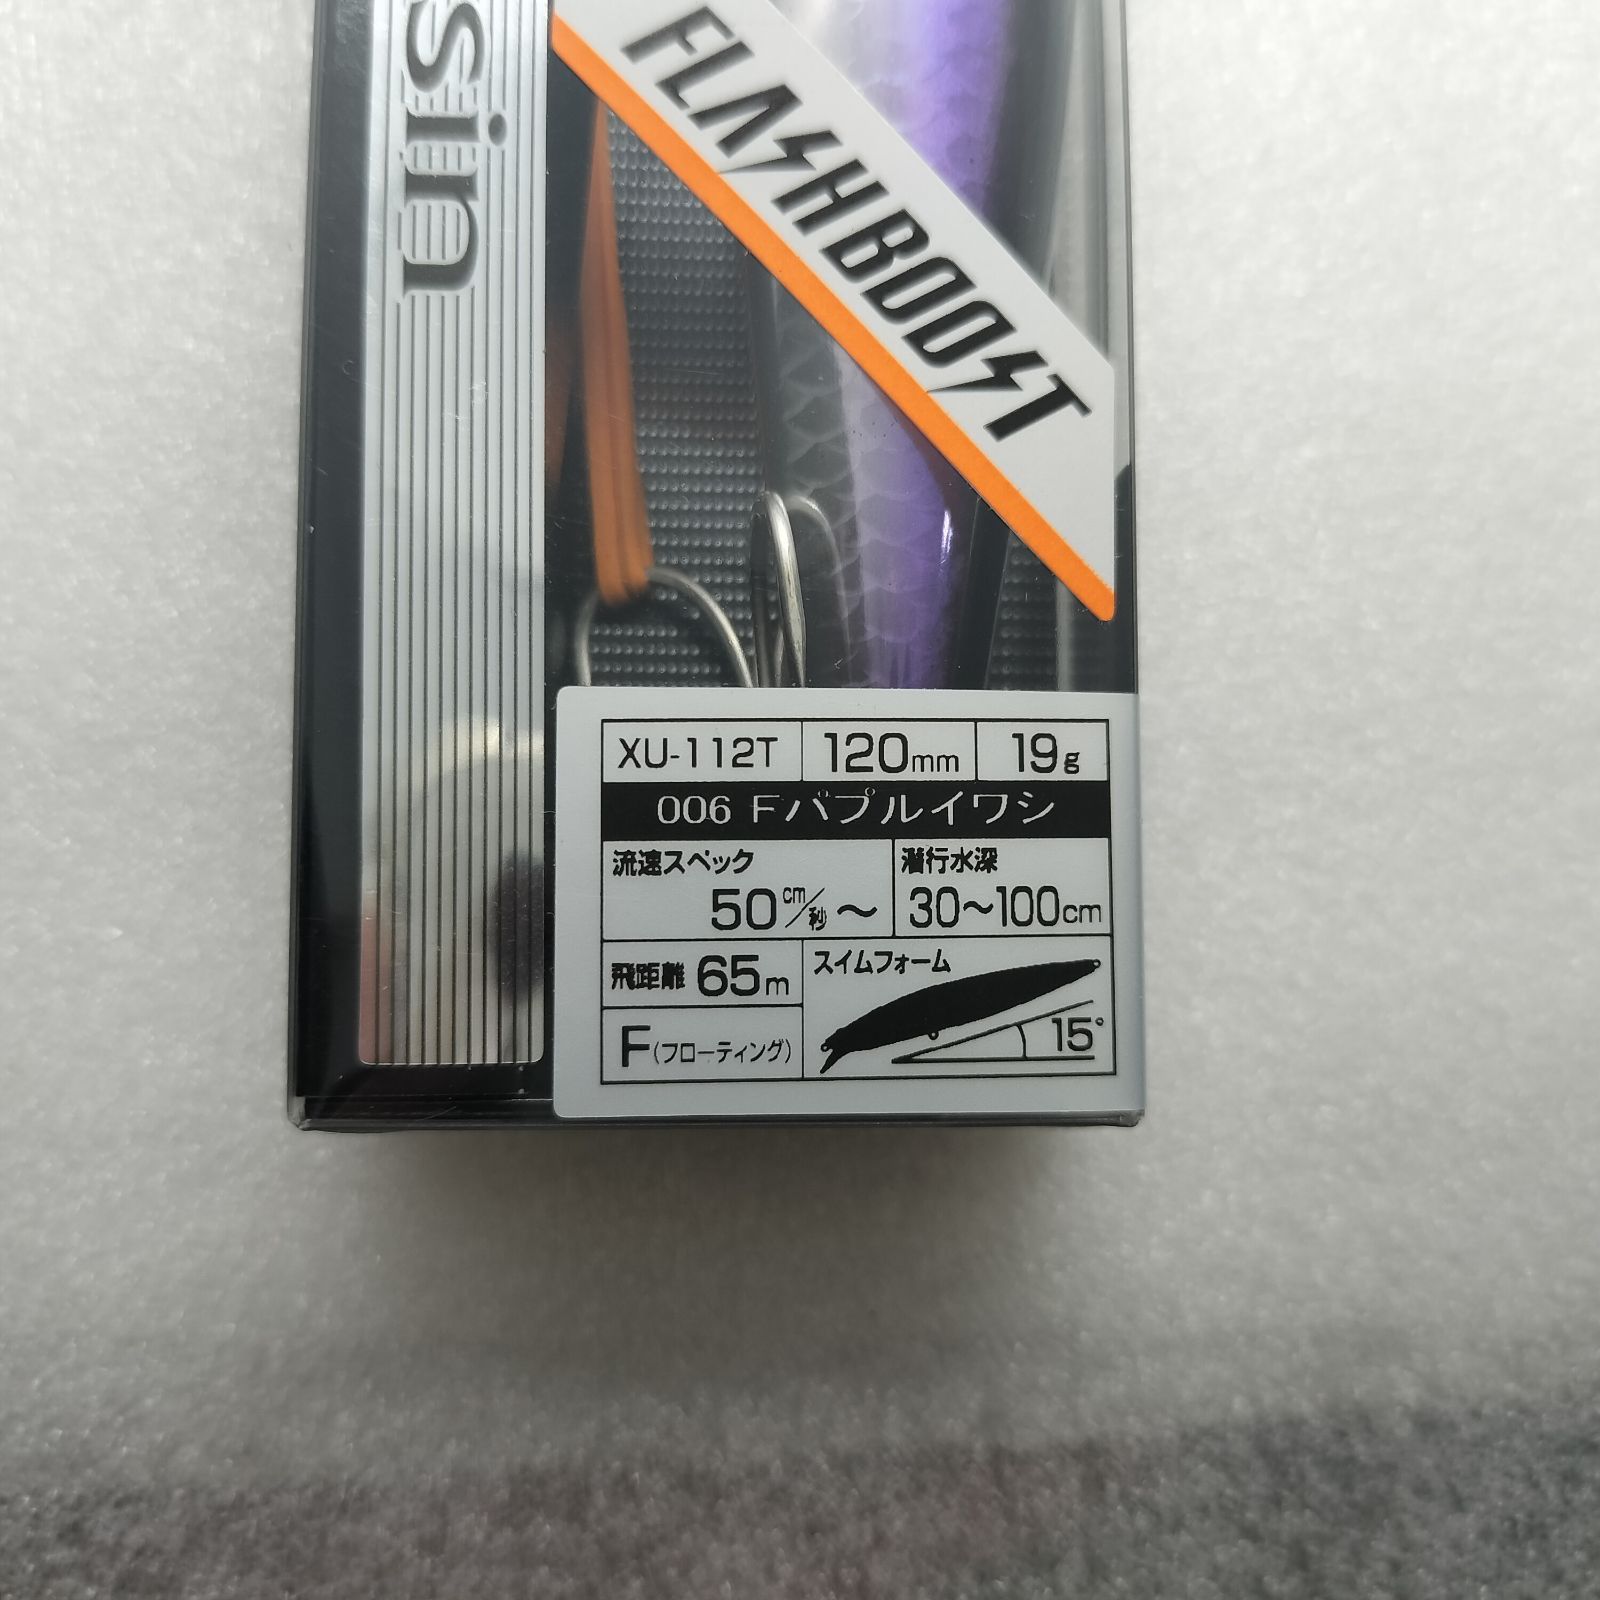 sin
FLASHBOOST
XU-112T 120mm 19g
006 Fパプルイワシ
流速スペック 潜行水深
50cm/秒〜 30〜100cm
飛距離 65m スイムフォーム
F(フローティング) 15°